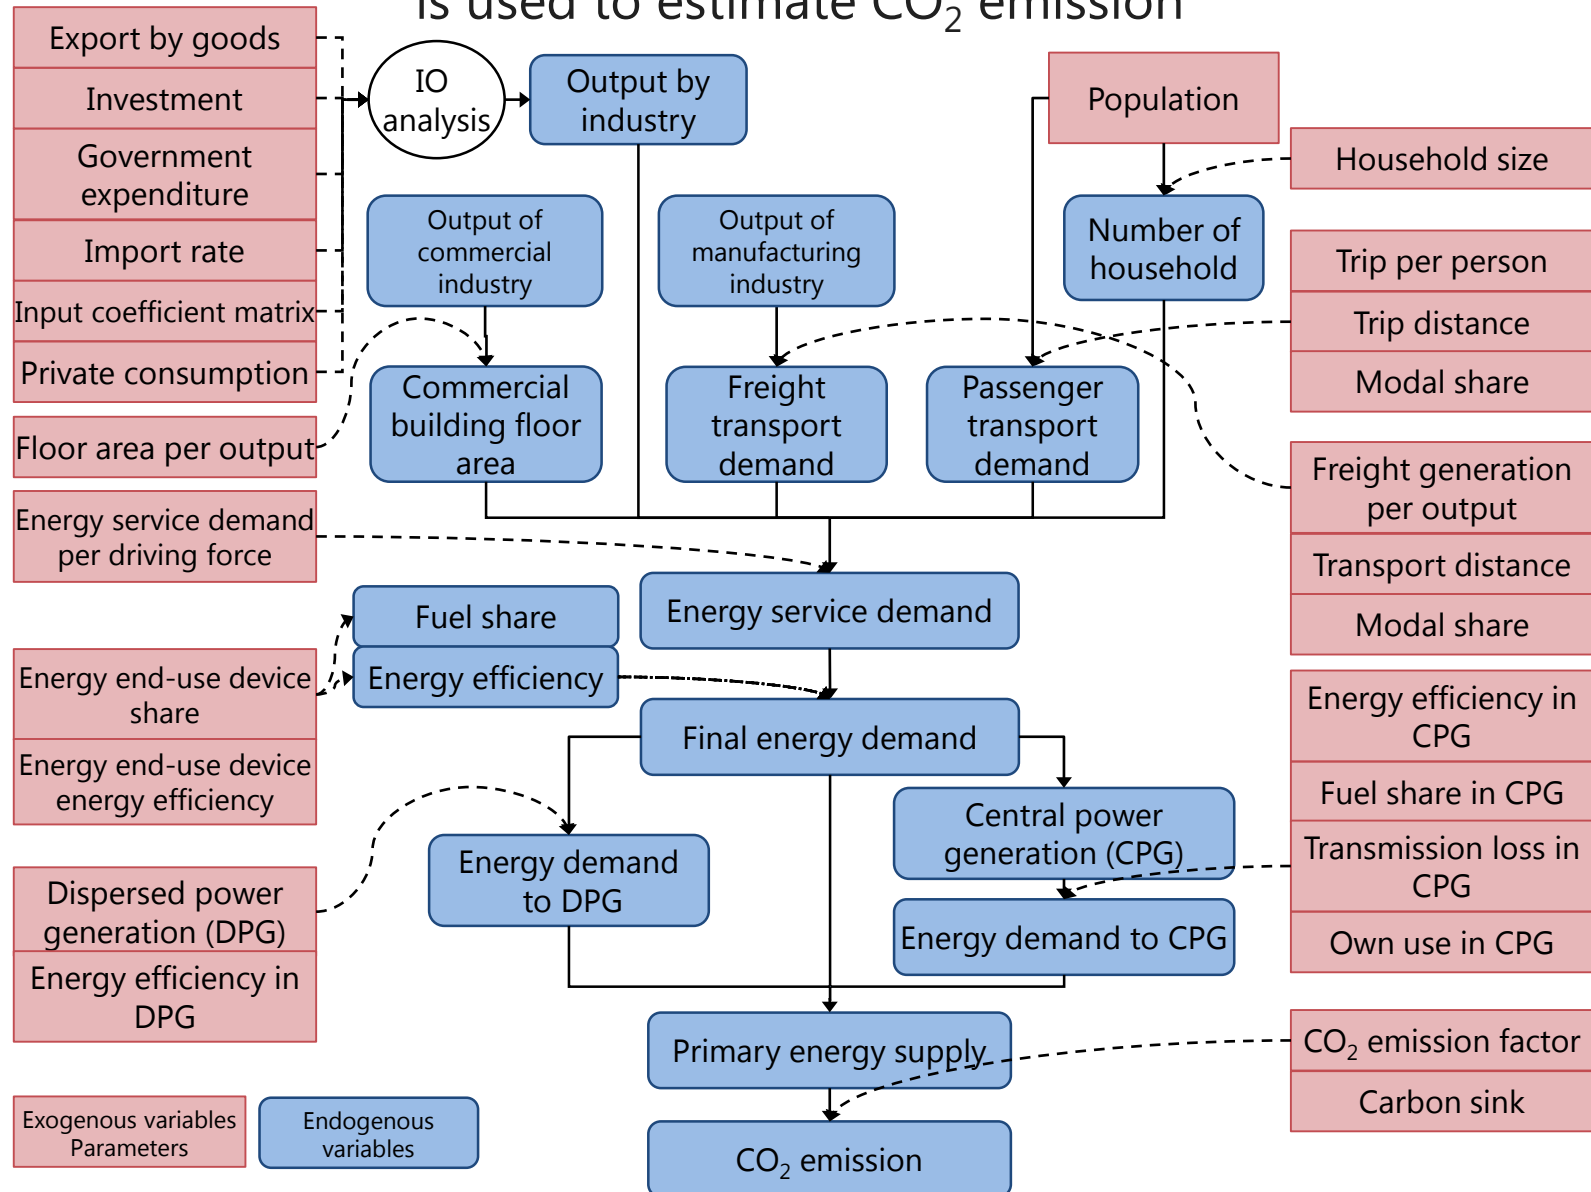 is used to estimate CO2 emission
Export by goods
Investment
Government
expenditure
Import rate
Input coefficient matrix
Private consumption
Floor area per output
Energy service demand
per driving force
Energy end-use device
share
Energy end-use device
energy efficiency
Dispersed power
generation (DPG)
Energy efficiency in
DPG
IO
analysis
Output by
industry
Output of
commercial
industry
Output of
manufacturing
industry
Population
Number of
household
Commercial
building floor
area
Freight
transport
demand
Passenger
transport
demand
Energy service demand
Fuel share
Energy efficiency
Final energy demand
Energy demand
to DPG
Central power
generation (CPG)
Energy demand to CPG
Primary energy supply
CO2 emission
Household size
Trip per person
Trip distance
Modal share
Freight generation
per output
Transport distance
Modal share
Energy efficiency in
CPG
Fuel share in CPG
Transmission loss in
CPG
Own use in CPG
CO2 emission factor
Carbon sink
Exogenous variables
Parameters
Endogenous
variables